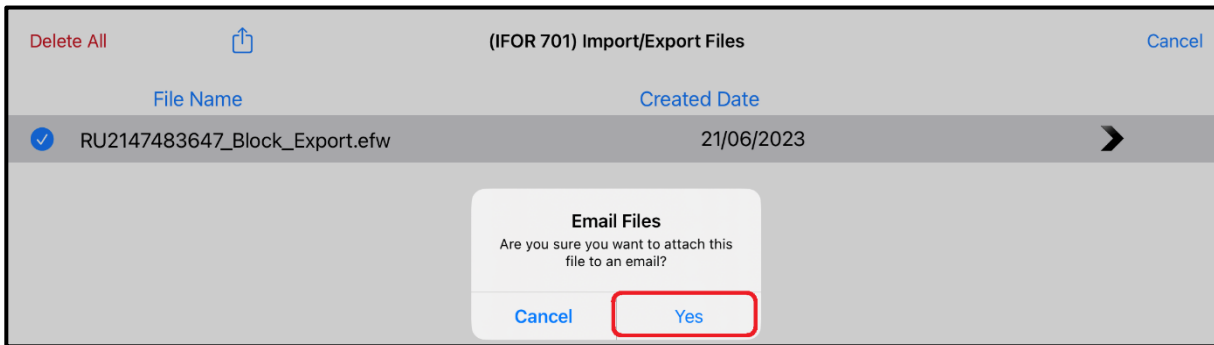 Delete All (IFOR 701) Import/Export Files Cancel
File Name Created Date
RU2147483647_Block_Export.efw 21/06/2023
Email Files
Are you sure you want to attach this
file to an email?
Cancel Yes